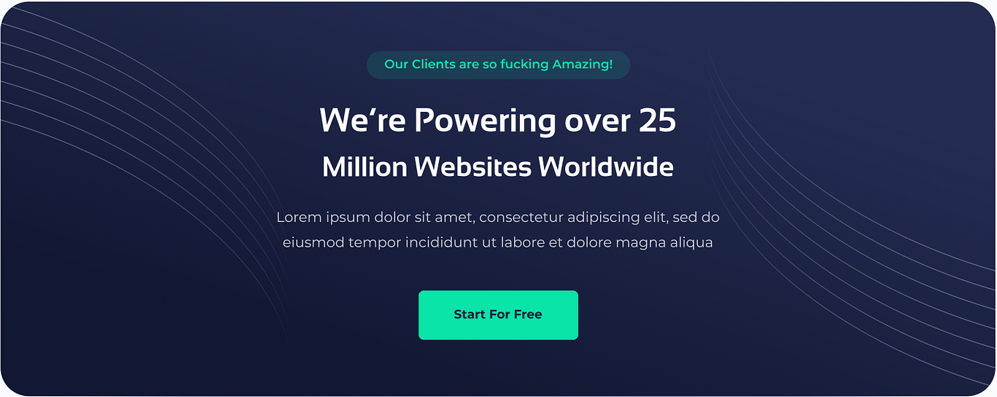 Our Clients are so fucking Amazing!
We’re Powering over 25
Million Websites Worldwide
Lorem ipsum dolor sit amet, consectetur adipiscing elit, sed do
eiusmod tempor incididunt ut labore et dolore magna aliqua
Start For Free